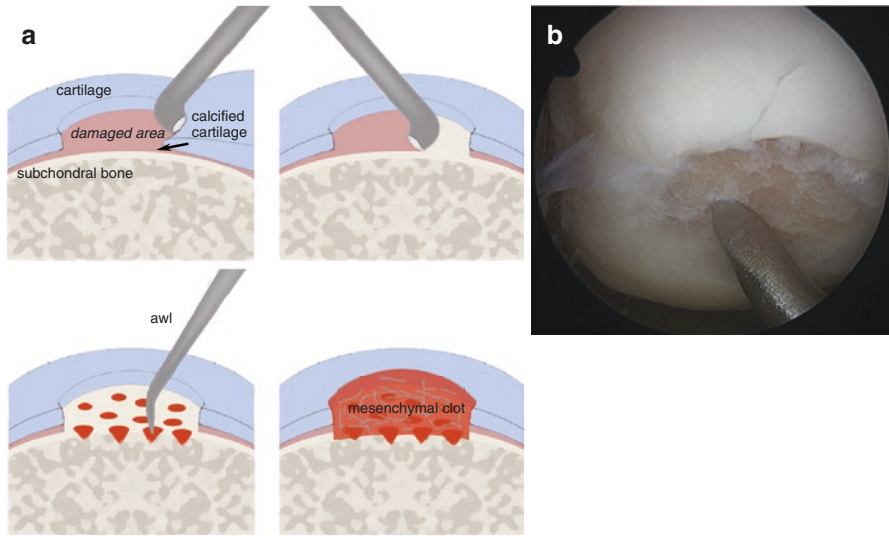 a
b
cartilage
damaged area
calcified
cartilage
subchondral bone
awl
mesenchymal clot